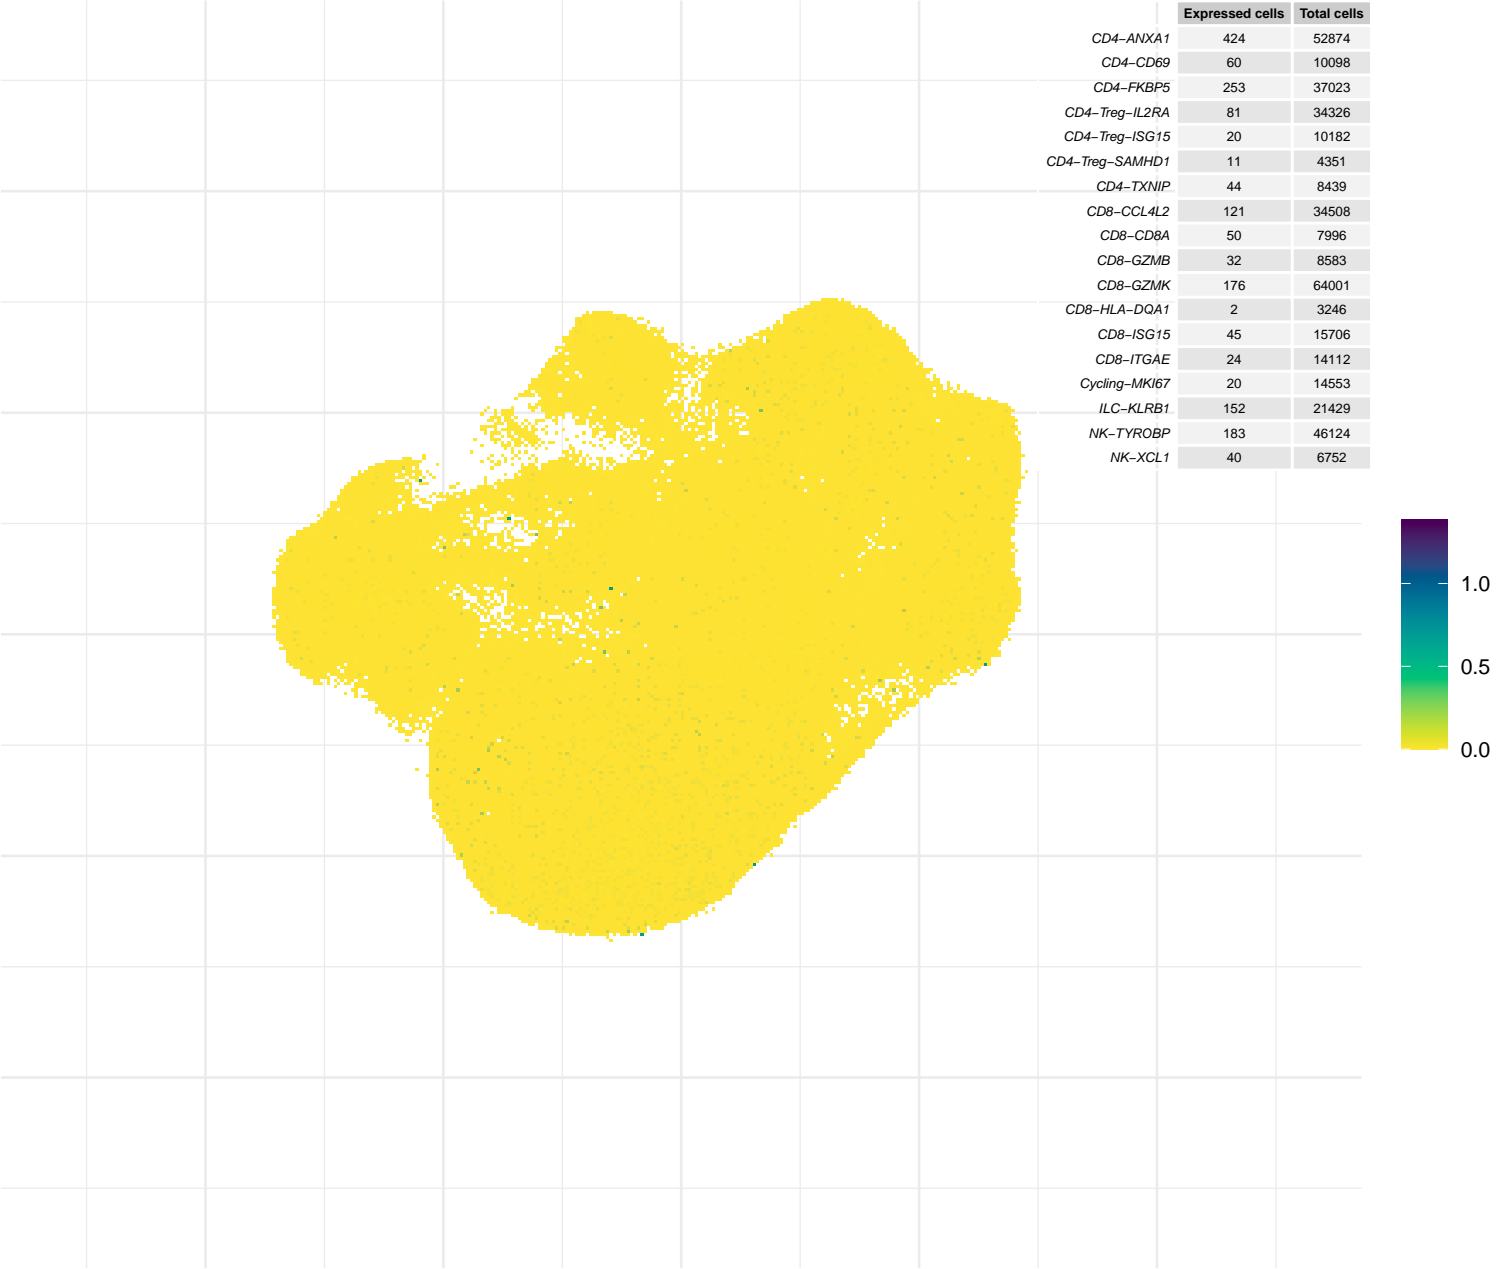 Expressed cells Total cells
CD4−ANXA1 424 52874
CD4−CD69 60 10098
CD4−FKBP5 253 37023
CD4−Treg−IL2RA 81 34326
CD4−Treg−ISG15 20 10182
CD4−Treg−SAMHD1 11 4351
CD4−TXNIP 44 8439
CD8−CCL4L2 121 34508
CD8−CD8A 50 7996
CD8−GZMB 32 8583
CD8−GZMK 176 64001
CD8−HLA−DQA1 2 3246
CD8−ISG15 45 15706
CD8−ITGAE 24 14112
Cycling−MKI67 20 14553
ILC−KLRB1 152 21429
NK−TYROBP 183 46124
NK−XCL1 40 6752
1.0
0.5
0.0